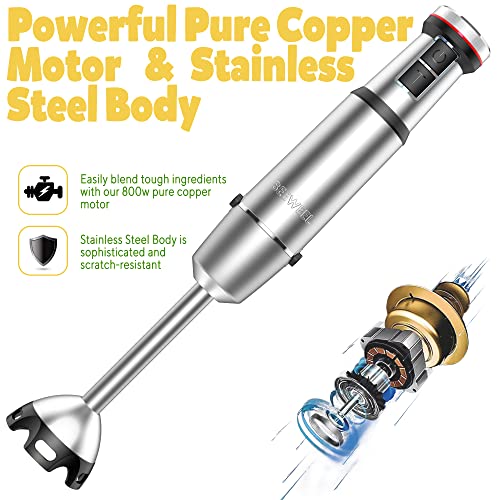 Powerful Pure Copper
Motor & Stainless
Steel Body
Easily blend tough ingredients
with our 800w pure copper
motor
Stainless Steel Body is
sophisticated and
scratch-resistant